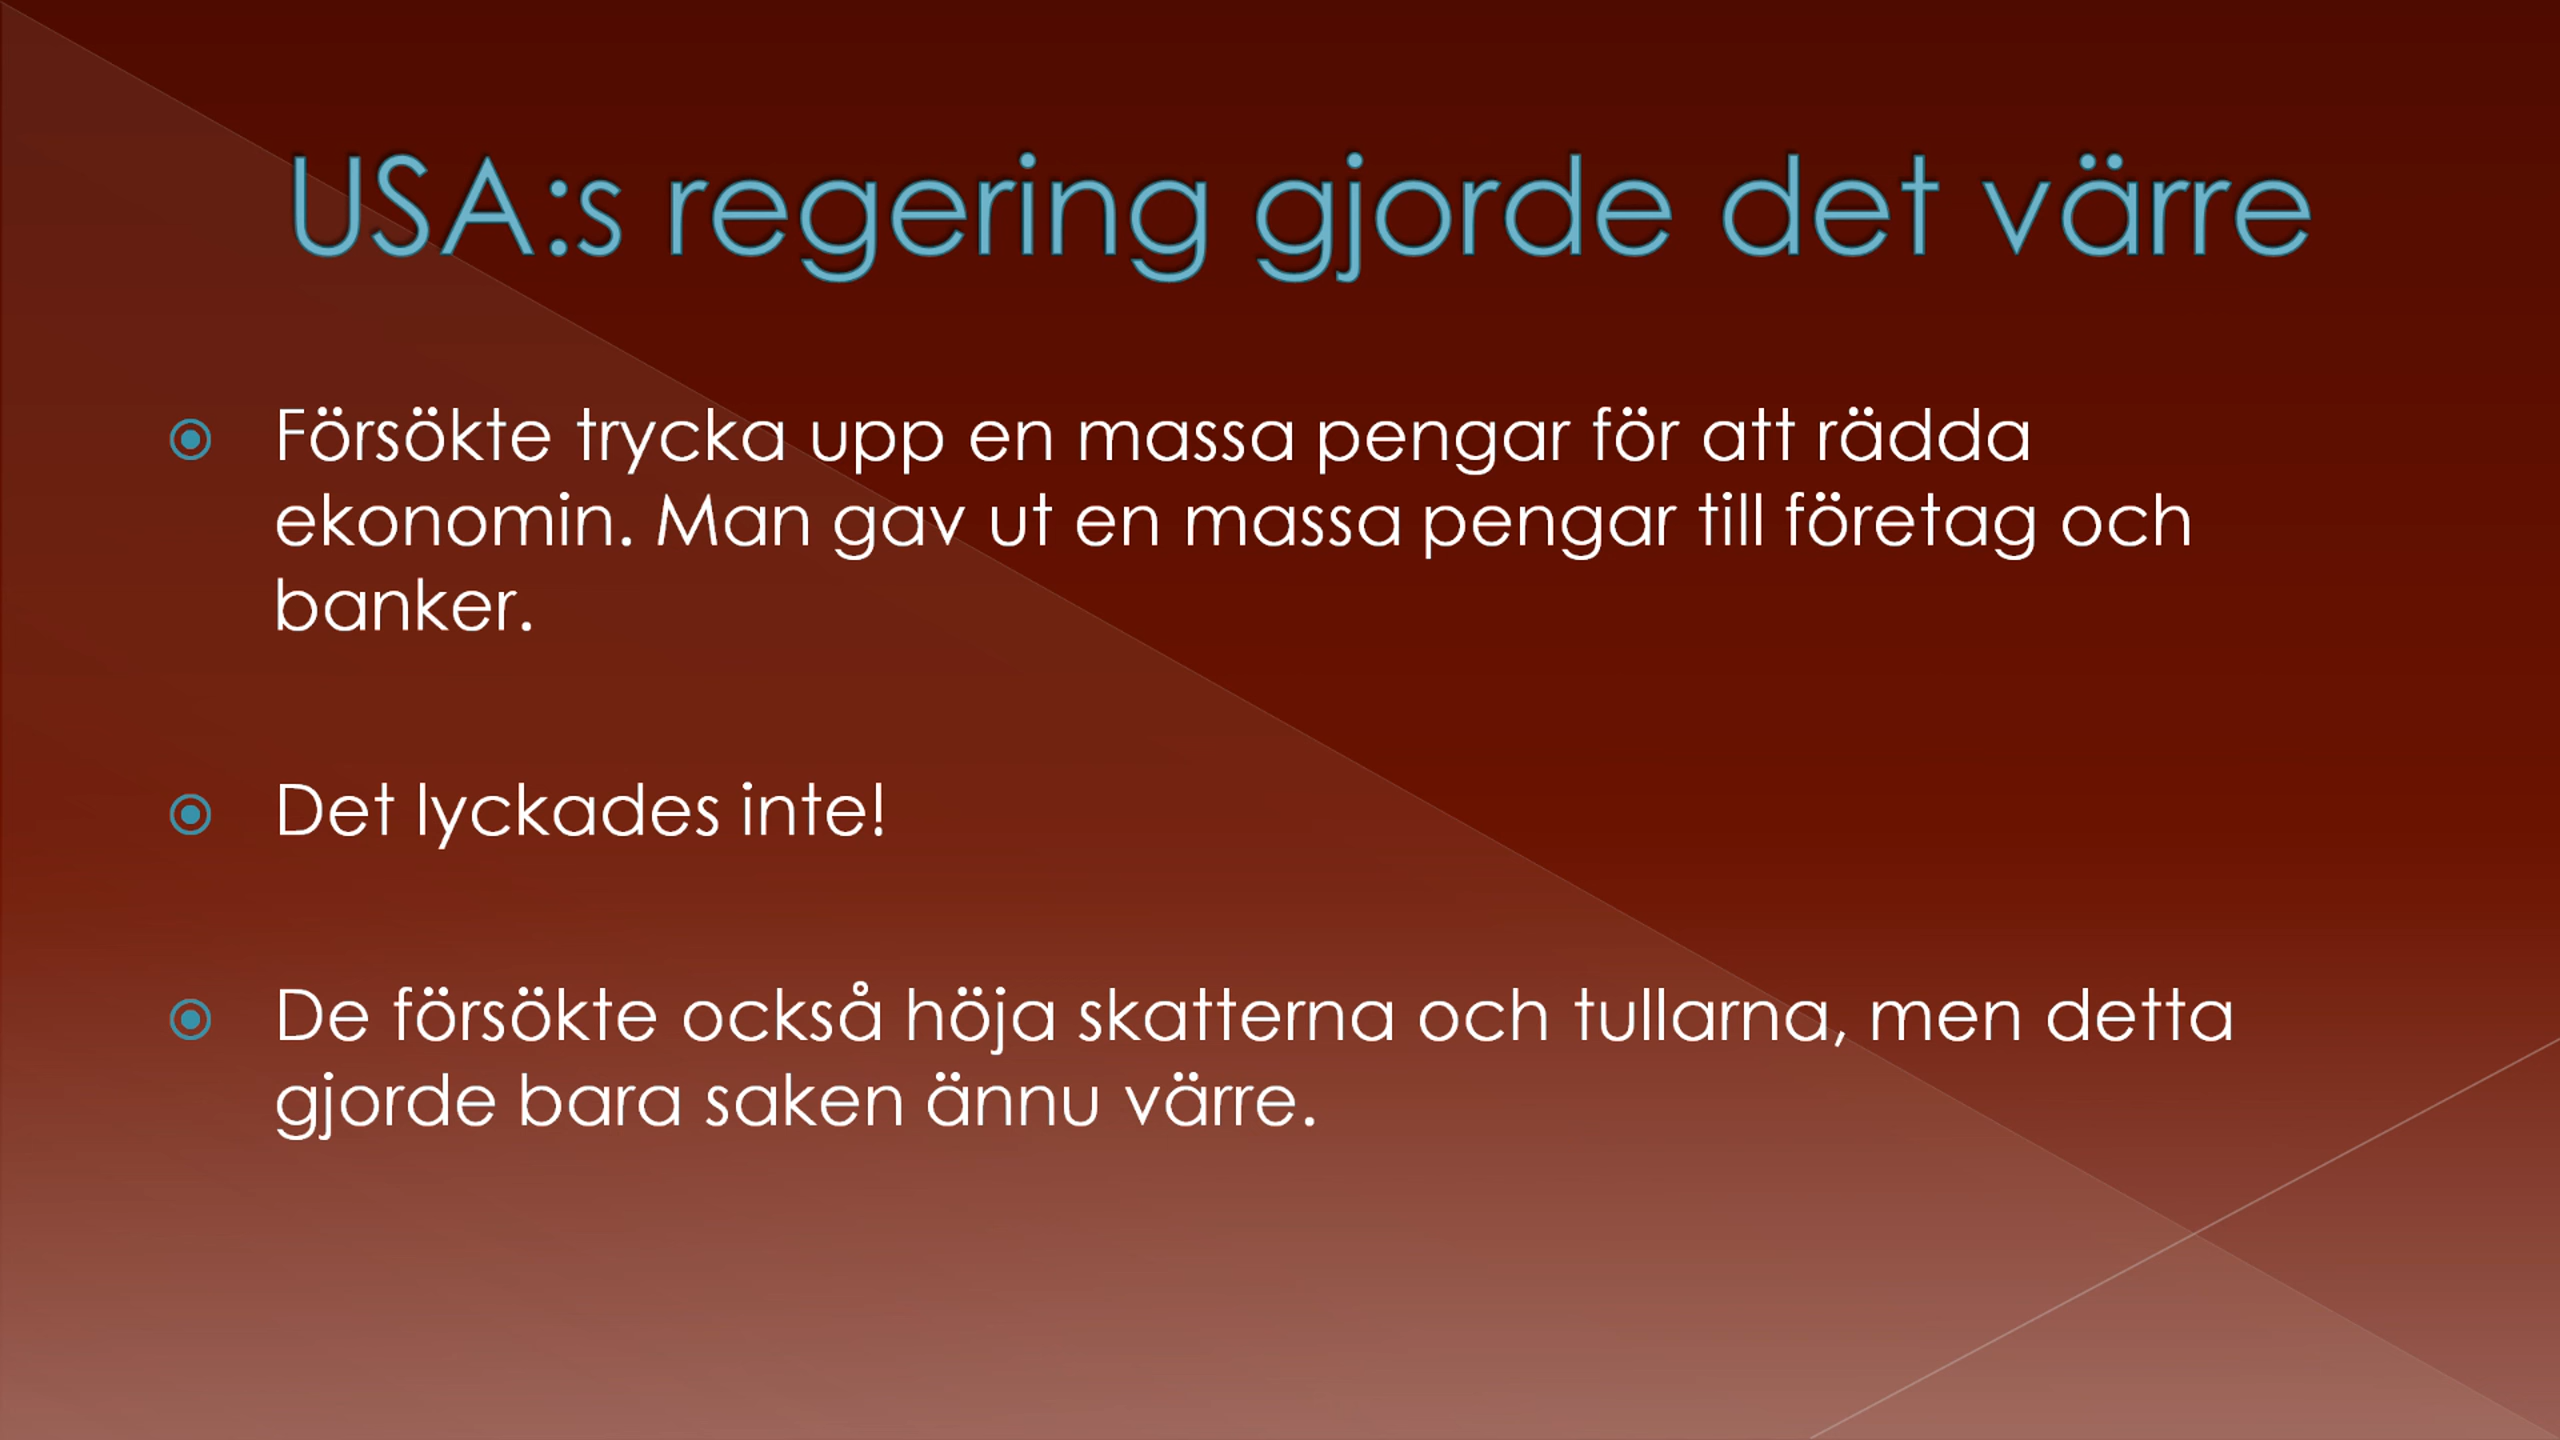 USA:s regering gjorde det värre
Försökte trycka upp en massa pengar för att rädda
ekonomin. Man gav ut en massa pengar till företag och
banker.
Det lyckades inte!
De försökte också höja skatterna och tullarna, men detta
gjorde bara saken ännu värre.